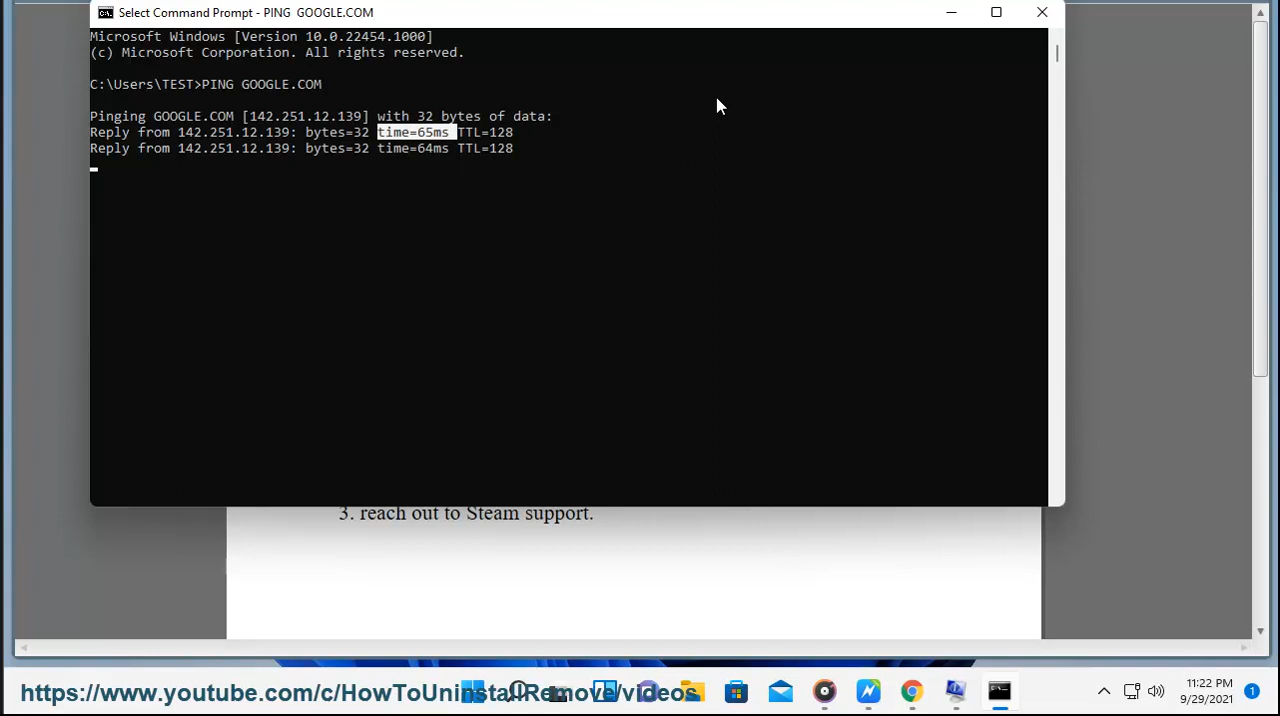 Select Command Prompt - PING  GOOGLE.COM
Microsoft Windows [Version 10.0.22454.1000]
(c) Microsoft Corporation. All rights reserved.
C:\Users\TEST>PING GOOGLE.COM
Pinging GOOGLE.COM [142.251.12.139] with 32 bytes of data:
Reply from 142.251.12.139: bytes=32 time=65ms TTL=128
Reply from 142.251.12.139: bytes=32 time=64ms TTL=128
3. reach out to Steam support.
https://www.youtube.com/c/HowToUninstallRemove/videos
11:22 PM
9/29/2021
1